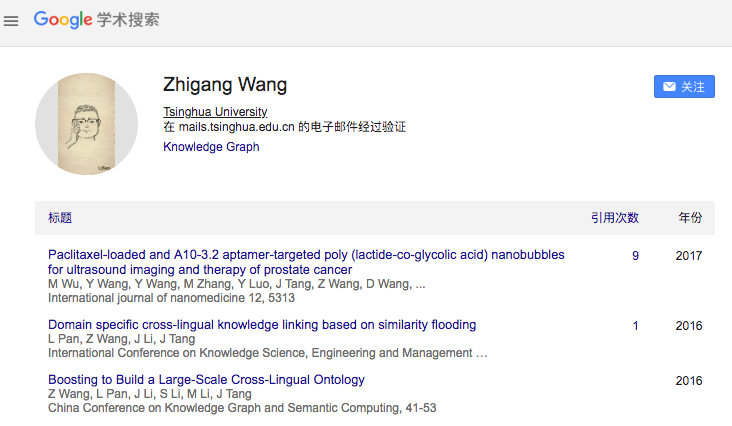 Google 学术搜索
Zhigang Wang
关注
Tsinghua University
在 mails.tsinghua.edu.cn 的电子邮件经过验证
Knowledge Graph
标题 引用次数 年份
Paclitaxel-loaded and A10-3.2 aptamer-targeted poly (lactide-co-glycolic acid) nanobubbles 9 2017
for ultrasound imaging and therapy of prostate cancer
M Wu, Y Wang, Y Wang, M Zhang, Y Luo, J Tang, Z Wang, D Wang, ...
International journal of nanomedicine 12, 5313
Domain specific cross-lingual knowledge linking based on similarity flooding 1 2016
L Pan, Z Wang, J Li, J Tang
International Conference on Knowledge Science, Engineering and Management …
Boosting to Build a Large-Scale Cross-Lingual Ontology 2016
Z Wang, L Pan, J Li, S Li, M Li, J Tang
China Conference on Knowledge Graph and Semantic Computing, 41-53